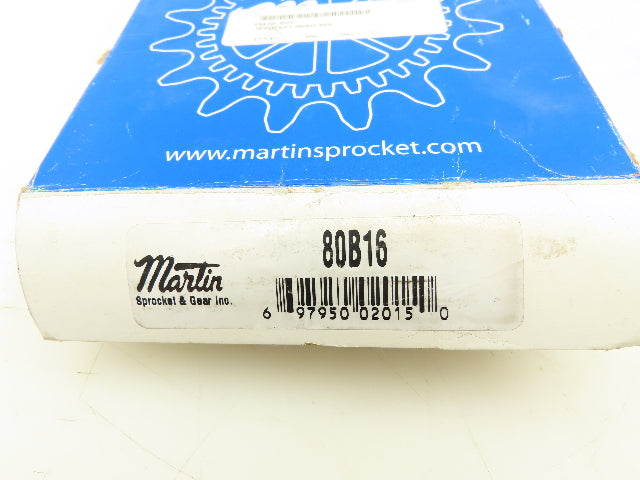 www.martinsprocket.com
80B16
Martin
Sprocket & Gear Inc.
6 97950 02015 0